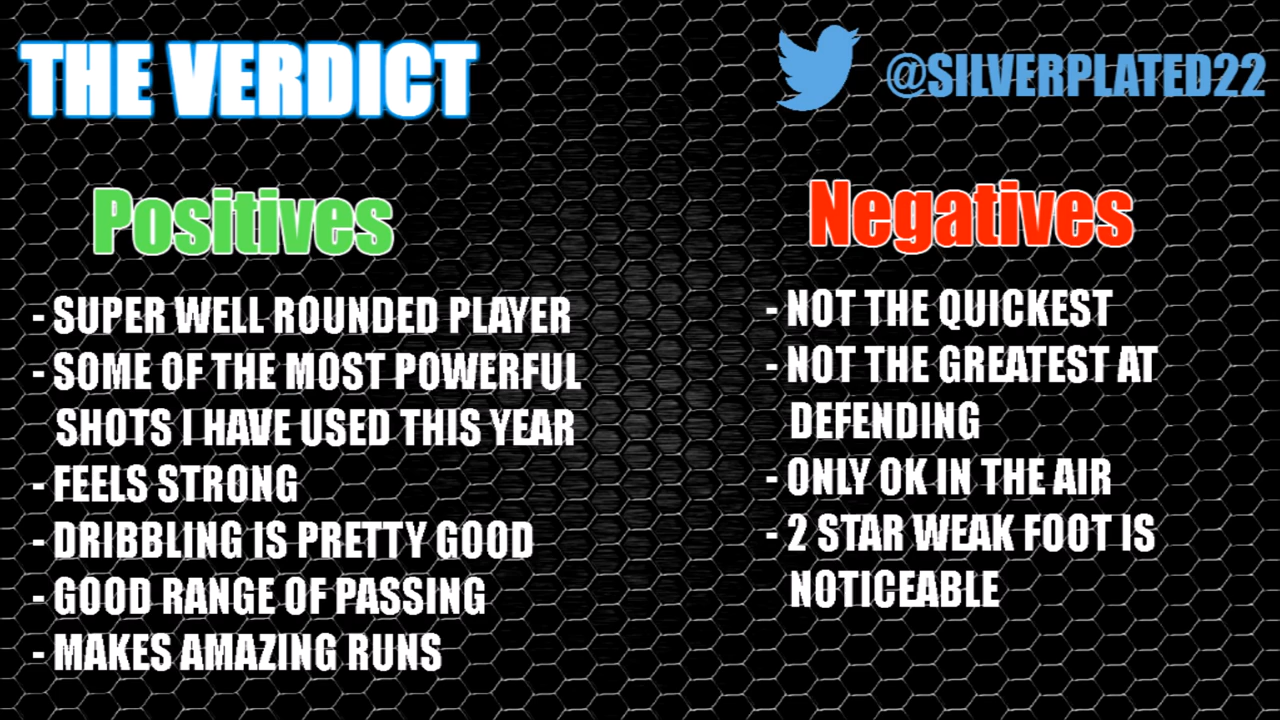 THE VERDICT
@SILVERPLATED22
Positives
- SUPER WELL ROUNDED PLAYER
- SOME OF THE MOST POWERFUL
SHOTS I HAVE USED THIS YEAR
- FEELS STRONG
- DRIBBLING IS PRETTY GOOD
- GOOD RANGE OF PASSING
- MAKES AMAZING RUNS
Negatives
- NOT THE QUICKEST
- NOT THE GREATEST AT
DEFENDING
- ONLY OK IN THE AIR
- 2 STAR WEAK FOOT IS
NOTICEABLE